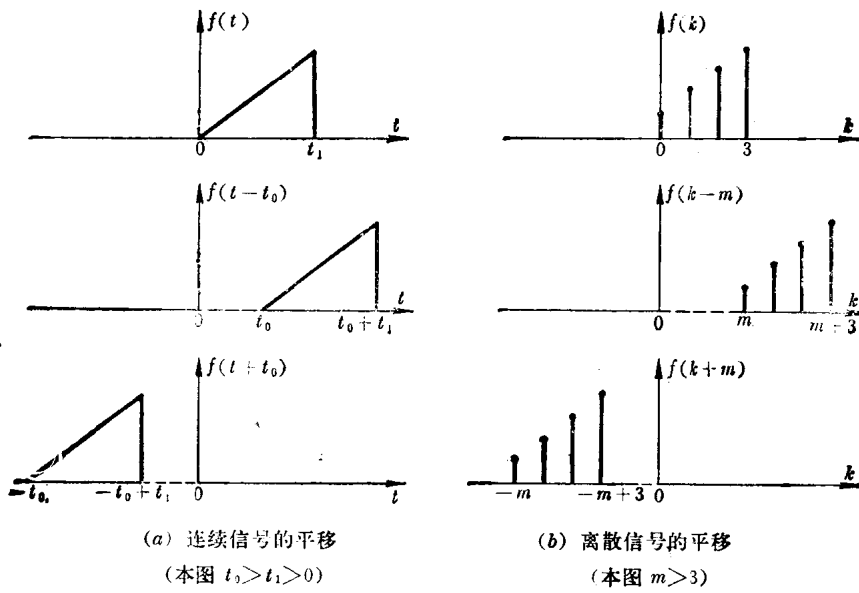 f(t)
t
0
t₁
f(t−t₀)
t
0
t₀
t₀+t₁
f(t+t₀)
t
−t₀
−t₀+t₁
0
(a) 连续信号的平移
(本图 t₀>t₁>0)
f(k)
k
0
3
f(k−m)
k
0
m
m+3
f(k+m)
k
−m
−m+3
0
(b) 离散信号的平移
(本图 m>3)